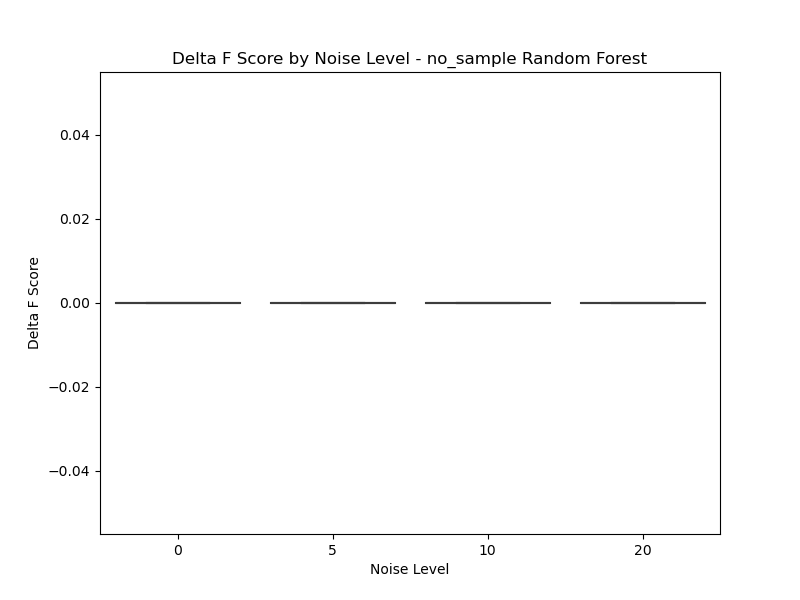 Delta F Score by Noise Level - no_sample Random Forest
Delta F Score
0.04
0.02
0.00
−0.02
−0.04
0 5 10 20
Noise Level